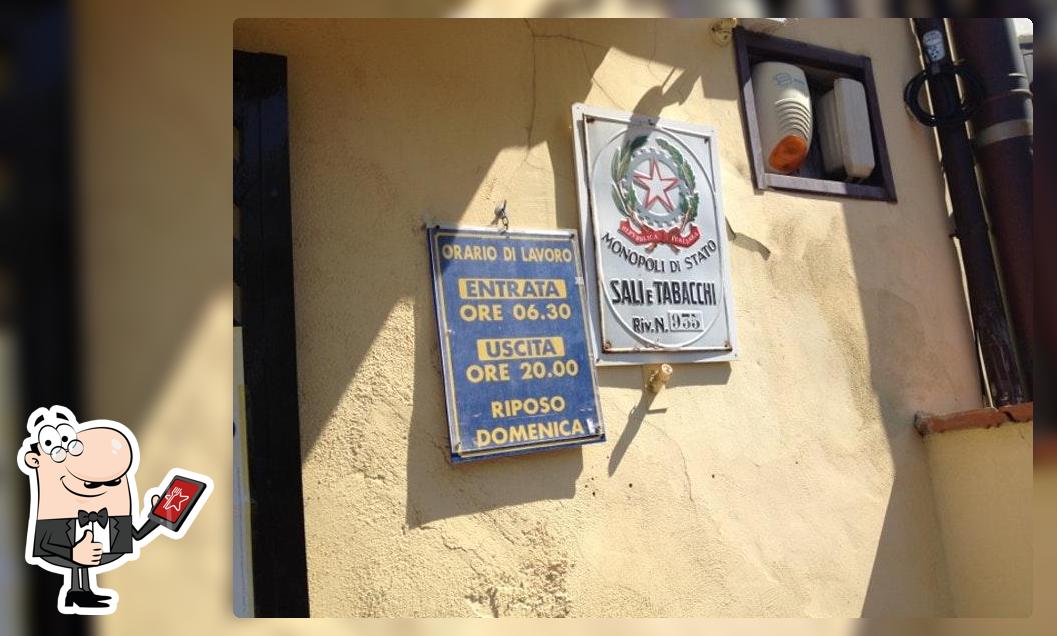 ORARIO DI LAVORO
ENTRATA
ORE 06.30
USCITA
ORE 20.00
RIPOSO
DOMENICA
REPUBBLICA ITALIANA
MONOPOLI DI STATO
SALI E TABACCHI
Riv. N. 935